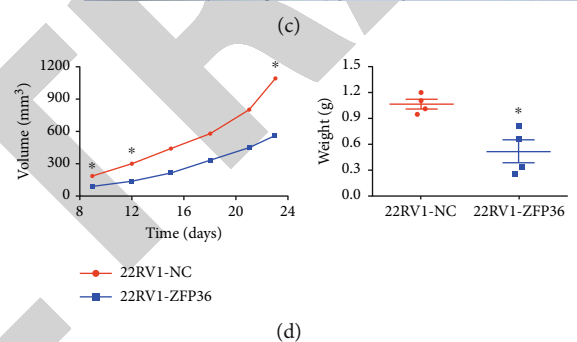 (c)
1200
900
600
300
0
Volume (mm³)
8 12 16 20 24
Time (days)
* * *
22RV1-NC
22RV1-ZFP36
1.5
1.2
0.9
0.6
0.3
0.0
Weight (g)
*
22RV1-NC 22RV1-ZFP36
(d)